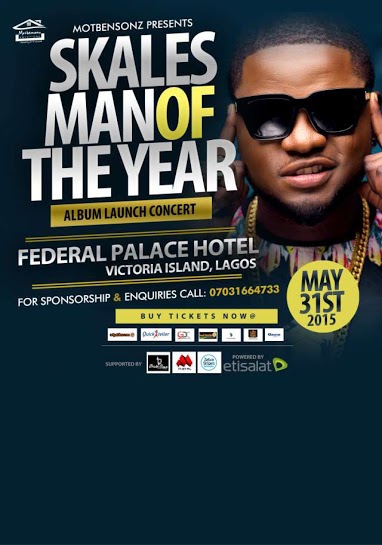 MOTBENSONZ PRESENTS
SKALES
MAN OF
THE YEAR
ALBUM LAUNCH CONCERT
FEDERAL PALACE HOTEL
VICTORIA ISLAND, LAGOS
MAY
31ST
2015
FOR SPONSORSHIP & ENQUIRIES CALL: 07031664733
BUY TICKETS NOW@
SUPPORTED BY
POWERED BY
etisalat